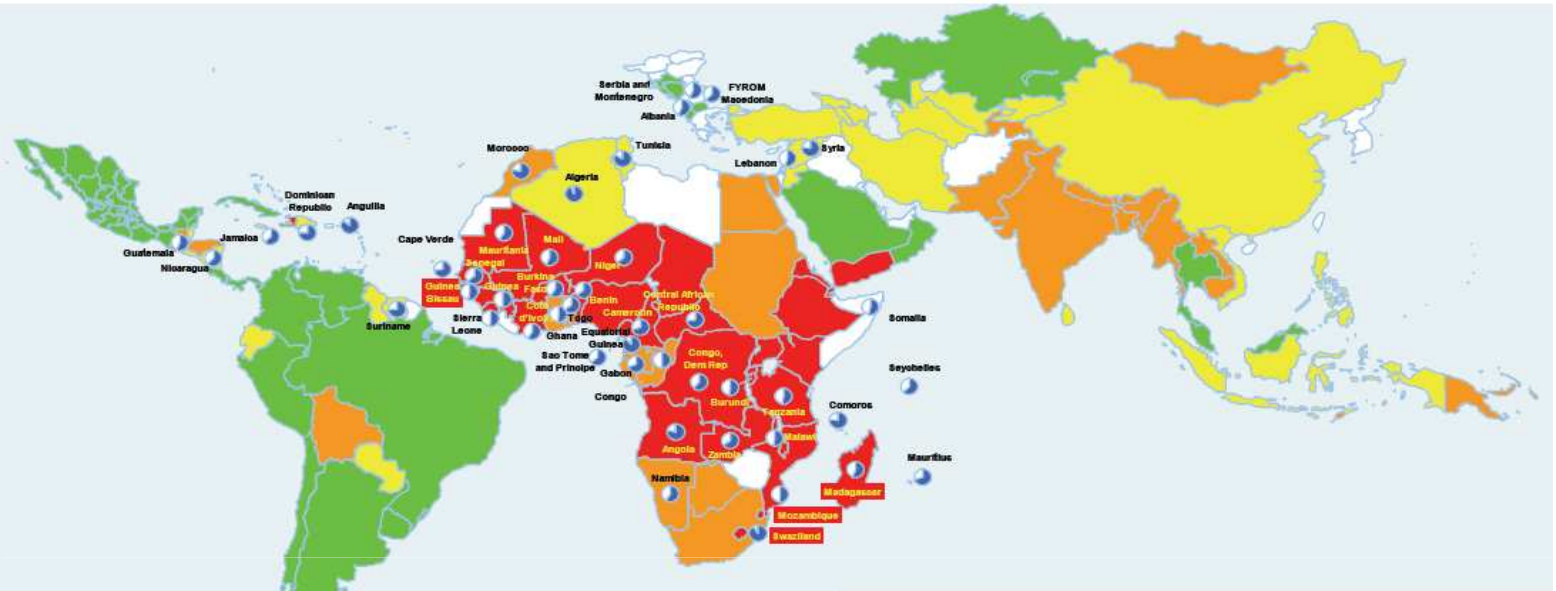 Serbia and
Montenegro
FYROM
Macedonia
Albania
Tunisia
Morocco
Lebanon
Syria
Algeria
Dominican
Republic
Anguilla
Jamaica
Guatemala
Nicaragua
Suriname
Cape Verde
Mauritania
Mali
Senegal
Niger
Guinea
Bissau
Guinea
Burkina
Faso
Benin
Central African
Republic
Cote
d'Ivoi
Togo
Cameroon
Sierra
Leone
Ghana
Equatorial
Guinea
Sao Tome
and Principe
Gabon
Congo
Congo,
Dem Rep
Burundi
Somalia
Seychelles
Tanzania
Comoros
Angola
Zambia
Malawi
Mauritius
Namibia
Madagascar
Mozambique
Swaziland